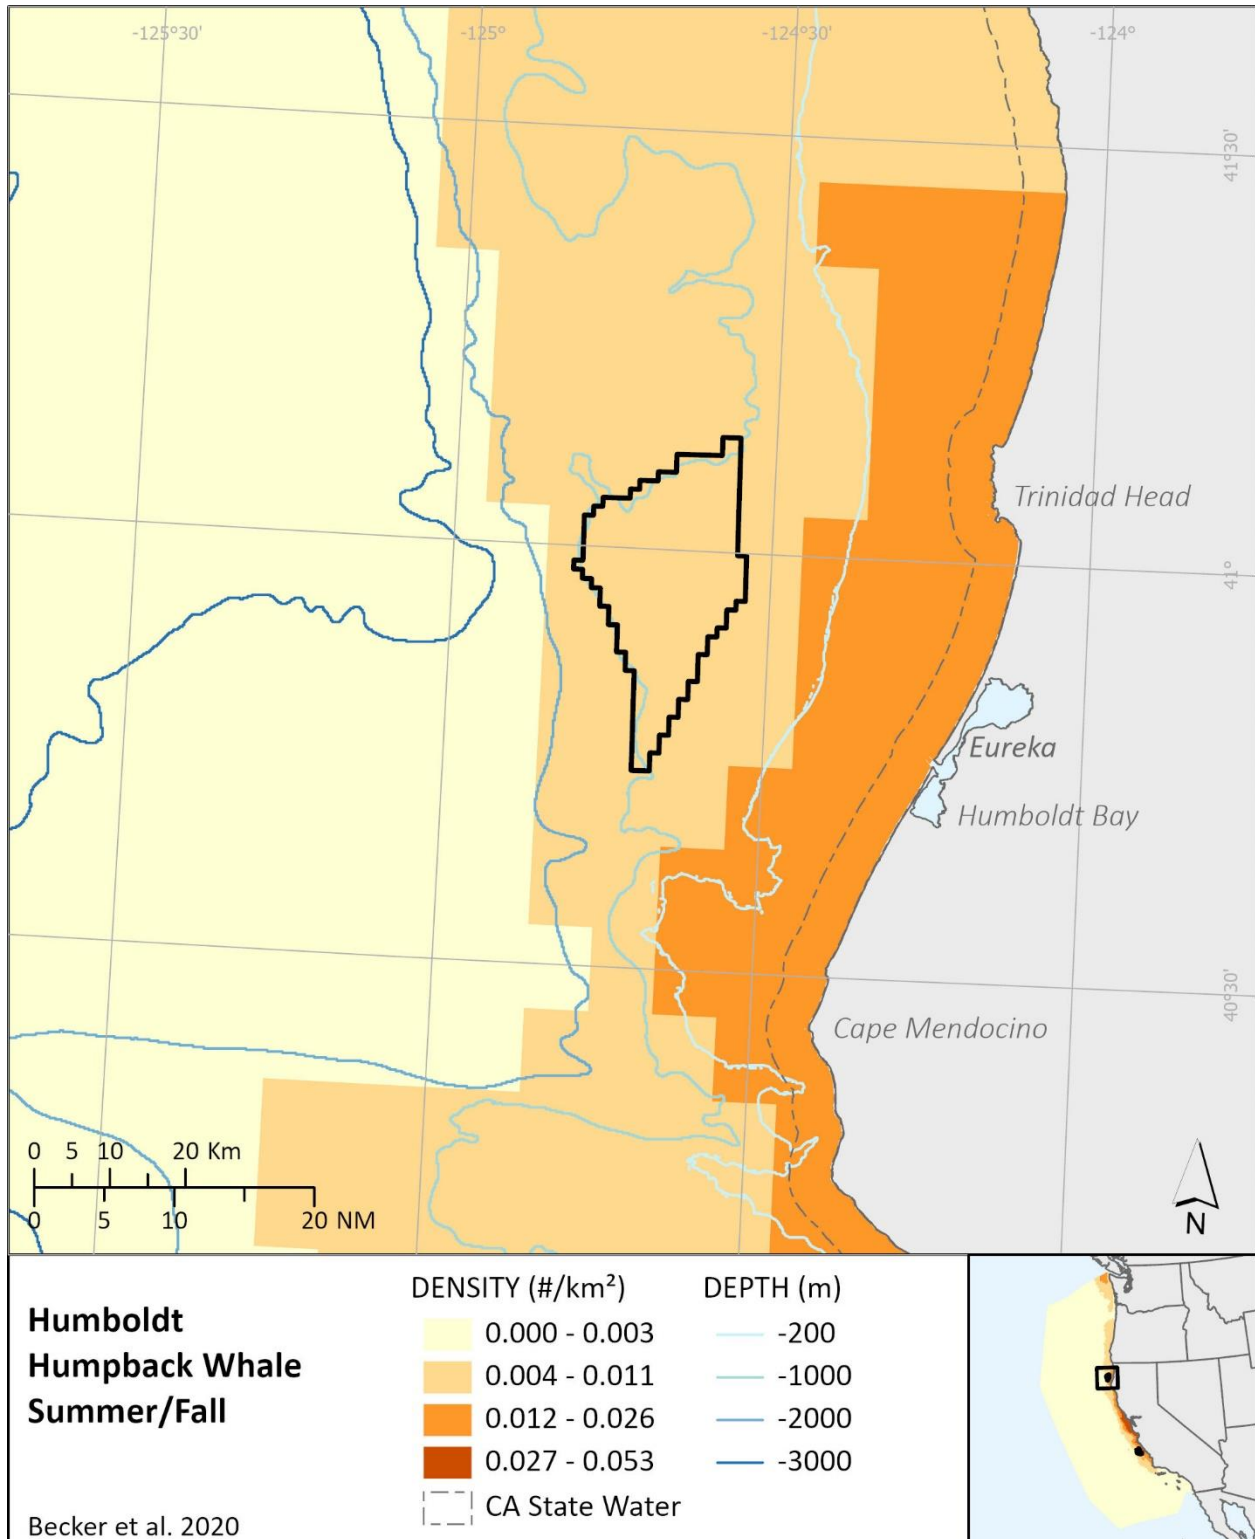 -125°30'
-125°
-124°30'
-124°
41°30'
Trinidad Head
41°
Eureka
Humboldt Bay
40°30'
Cape Mendocino
0 5 10 20 Km
0 5 10 20 NM
N
Humboldt
Humpback Whale
Summer/Fall
Becker et al. 2020
DENSITY (#/km²)
0.000 - 0.003
0.004 - 0.011
0.012 - 0.026
0.027 - 0.053
CA State Water
DEPTH (m)
-200
-1000
-2000
-3000